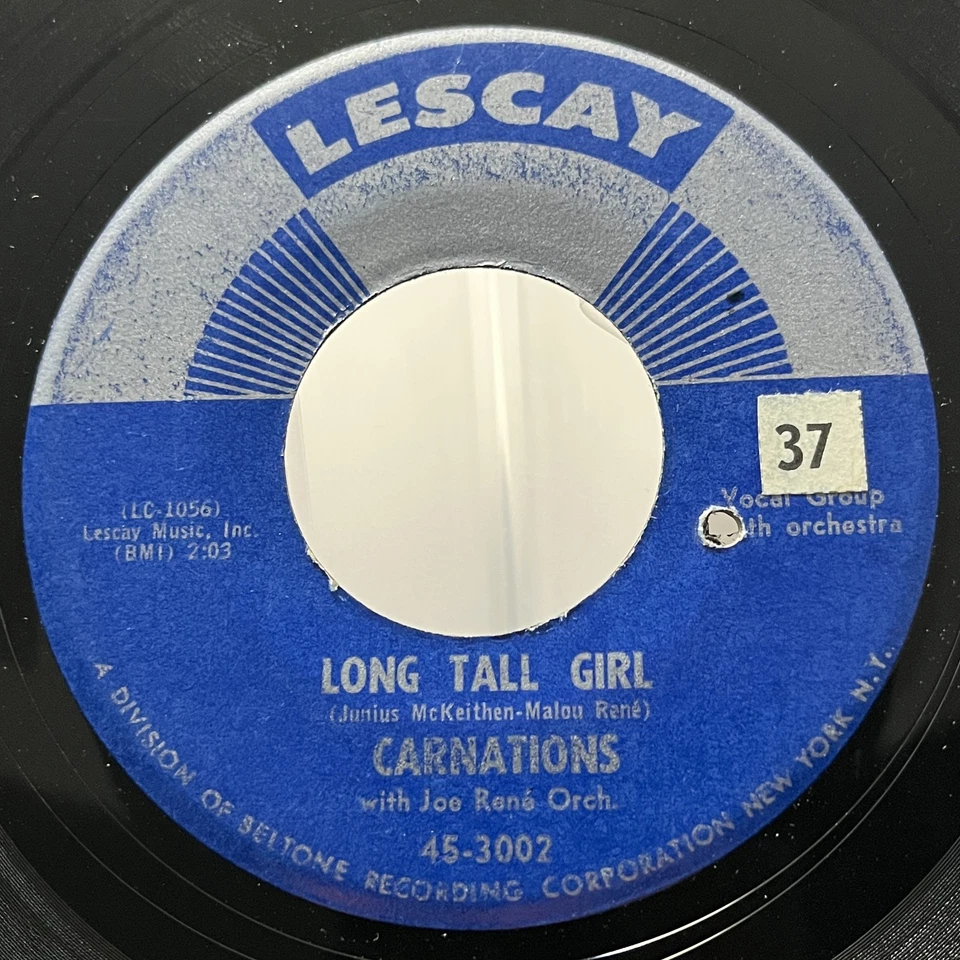 LESCAY
37
(LC-1056)
Lescay Music, Inc.
(BMI) 2:03
Vocal Group
th orchestra
LONG TALL GIRL
(Junius McKeithen-Malou René)
CARNATIONS
with Joe René Orch.
45-3002
A DIVISION OF BELTONE RECORDING CORPORATION NEW YORK N.Y.